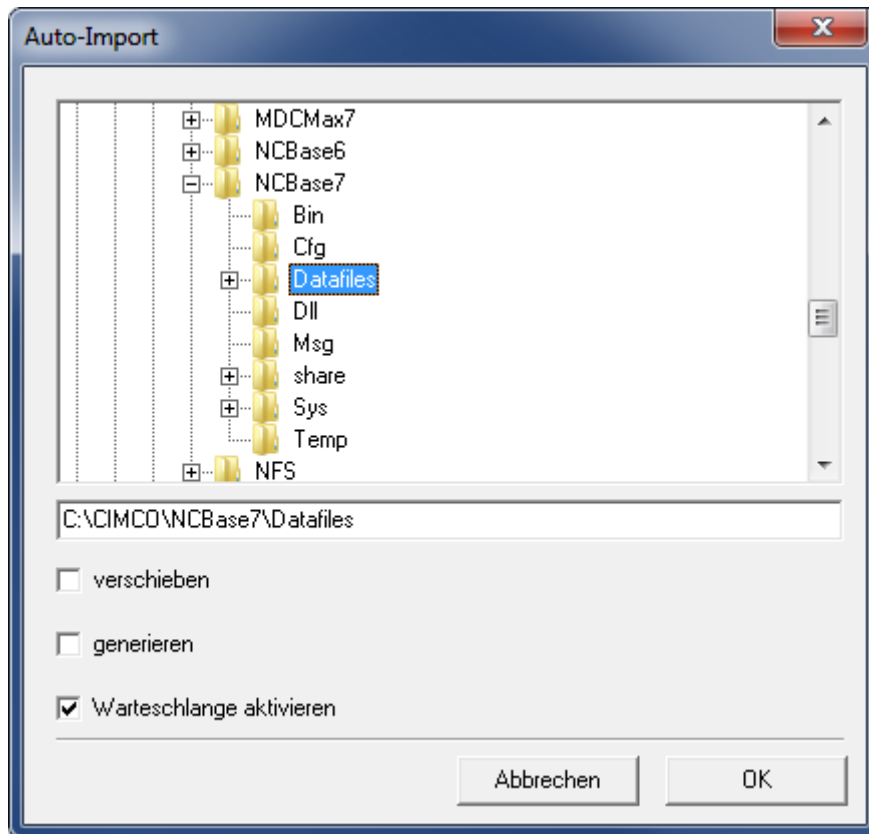 Auto-Import
MDCMax7
NCBase6
NCBase7
Bin
Cfg
Datafiles
Dll
Msg
share
Sys
Temp
NFS
C:\CIMCO\NCBase7\Datafiles
verschieben
generieren
Warteschlange aktivieren
Abbrechen OK